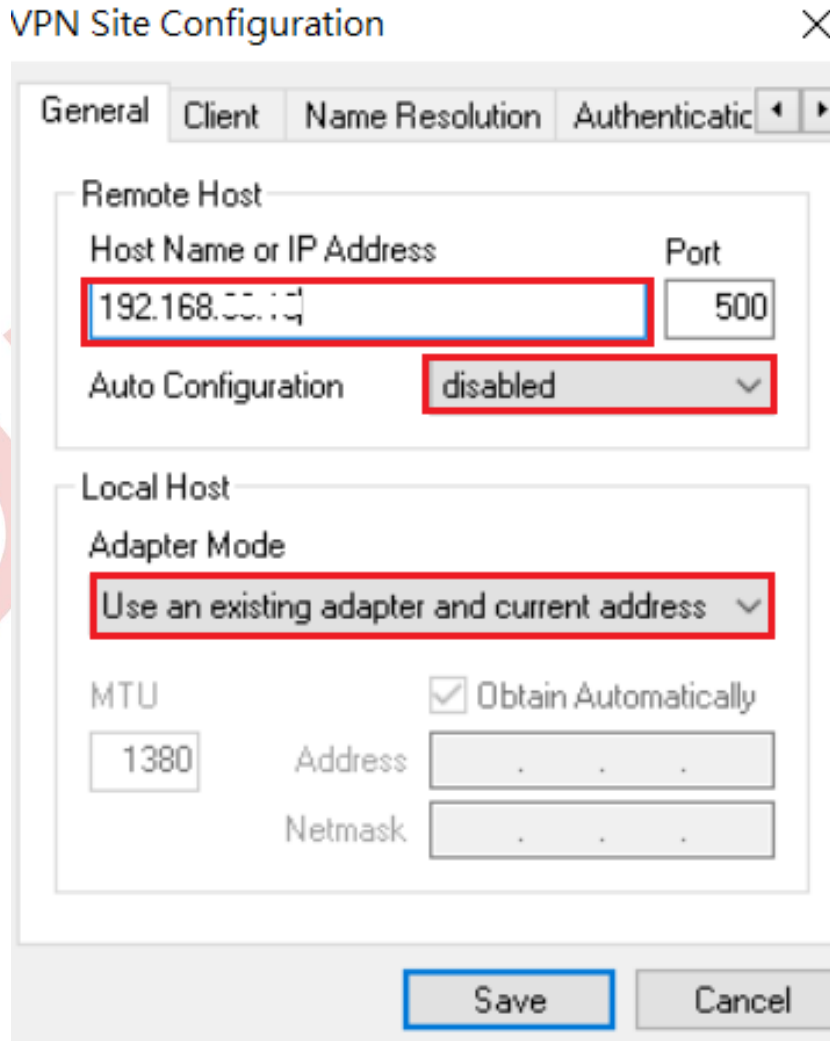 VPN Site Configuration
General Client Name Resolution
Remote Host
Host Name or IP Address Port
500
Auto Configuration disabled
Local Host
Adapter Mode
Use an existing adapter and current address
MTU Obtain Automatically
1380 Address . . .
Netmask . . .
Save Cancel